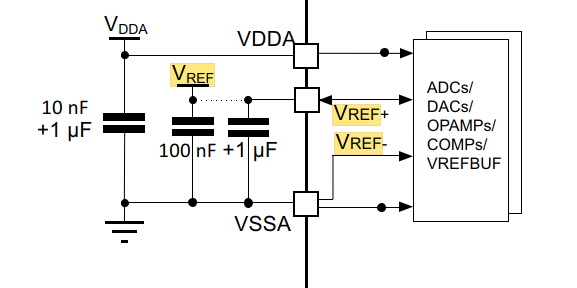 VDDA
VDDA
VREF
10 nF
+1 μF
100 nF +1 μF
VREF+
VREF-
VSSA
ADCs/
DACs/
OPAMPs/
COMPs/
VREFBUF